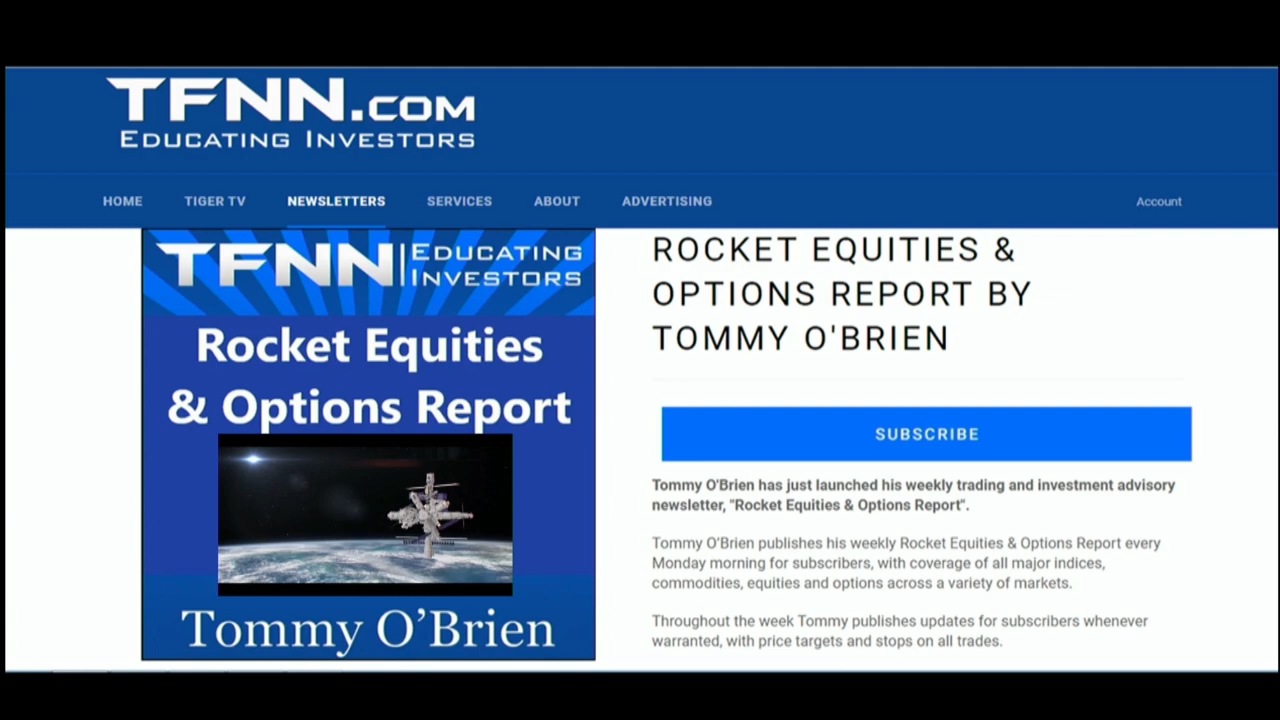 TFNN.COM
EDUCATING INVESTORS
HOME TIGER TV NEWSLETTERS SERVICES ABOUT ADVERTISING Account
TFNN | EDUCATING INVESTORS
Rocket Equities
& Options Report
Tommy O’Brien
ROCKET EQUITIES &
OPTIONS REPORT BY
TOMMY O'BRIEN
SUBSCRIBE
Tommy O'Brien has just launched his weekly trading and investment advisory
newsletter, "Rocket Equities & Options Report".
Tommy O'Brien publishes his weekly Rocket Equities & Options Report every
Monday morning for subscribers, with coverage of all major indices,
commodities, equities and options across a variety of markets.
Throughout the week Tommy publishes updates for subscribers whenever
warranted, with price targets and stops on all trades.